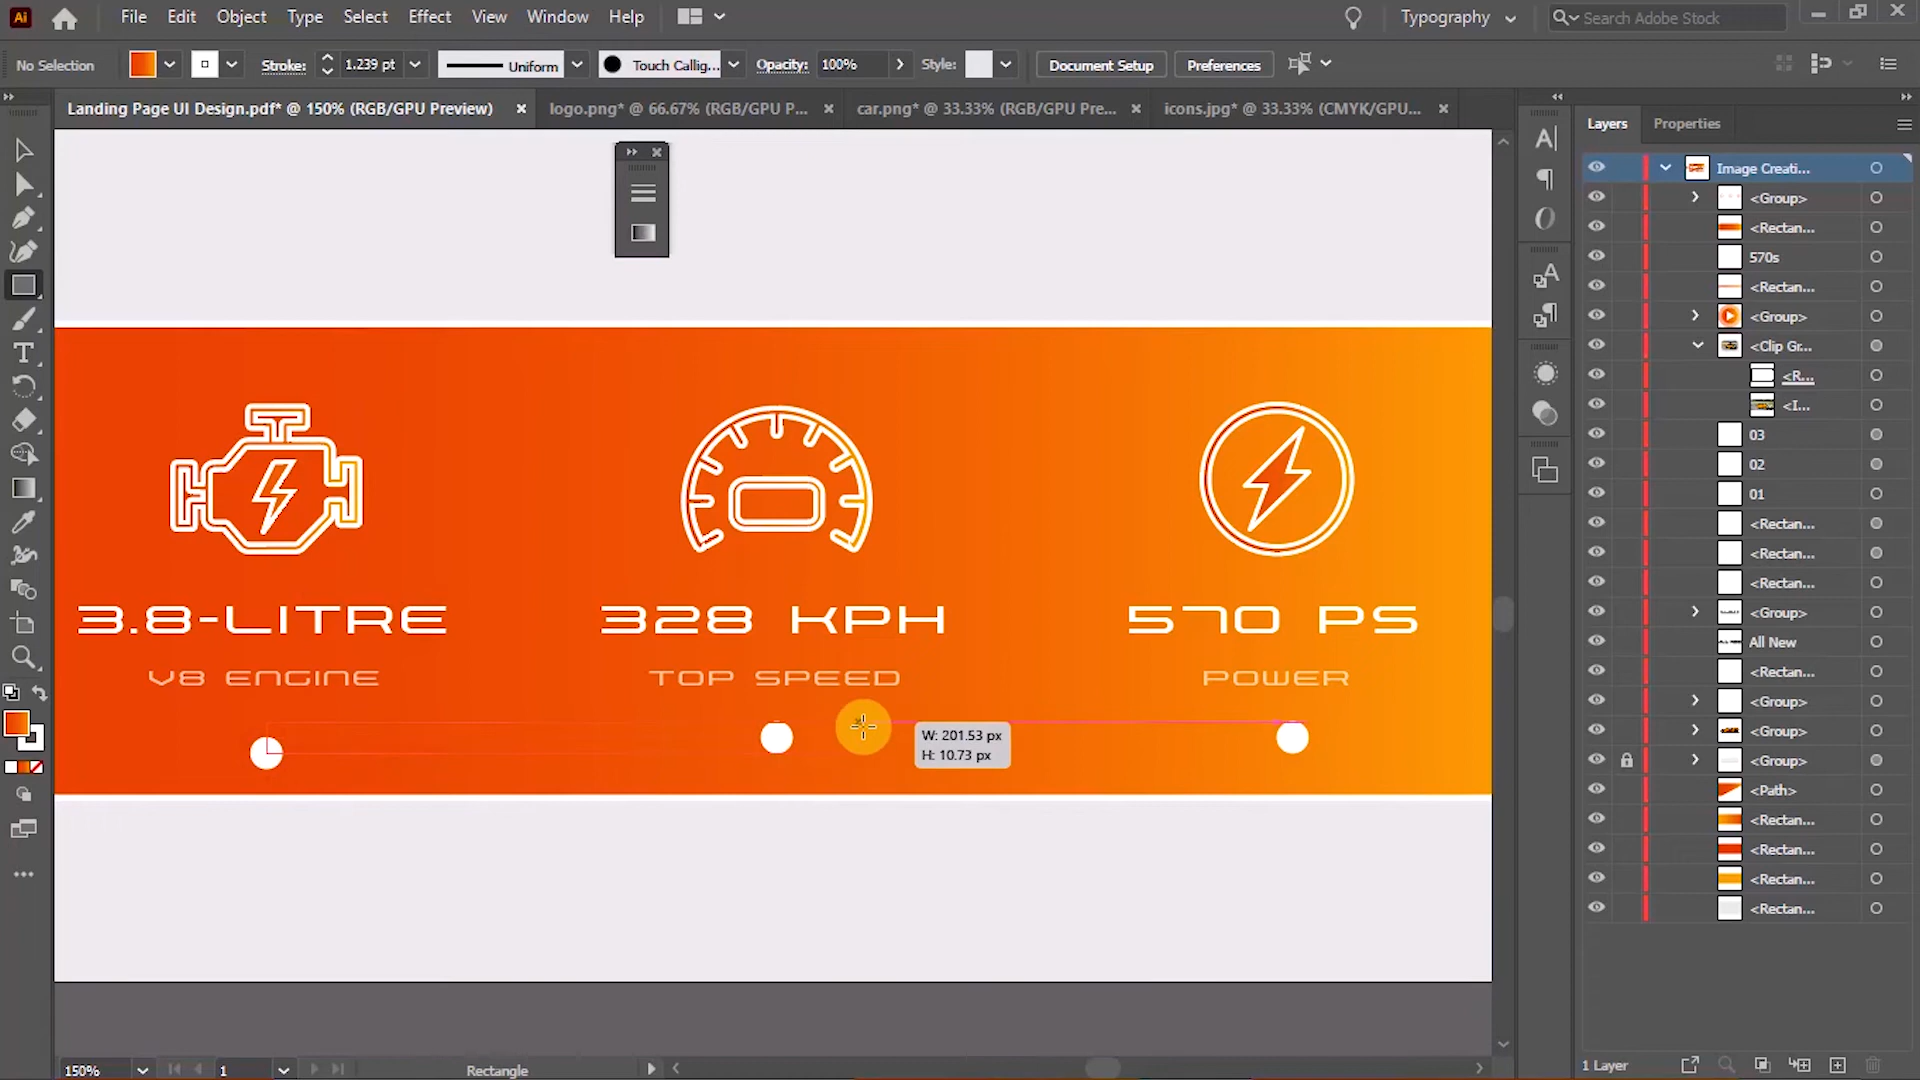 Ai File Edit Object Type Select Effect View Window Help Typography Search Adobe Stock
No Selection Stroke: 1.239 pt Uniform Touch Callig... Opacity: 100% Style: Document Setup Preferences
Landing Page UI Design.pdf* @ 150% (RGB/GPU Preview) logo.png* @ 66.67% (RGB/GPU P... car.png* @ 33.33% (RGB/GPU Pre... icons.jpg* @ 33.33% (CMYK/GPU...
Layers Properties
Image Creati...
<Group>
<Rectan...
570s
<Rectan...
<Group>
<Clip Gr...
<R...
<I...
03
02
01
<Rectan...
<Rectan...
<Rectan...
<Group>
All New
<Rectan...
<Group>
<Group>
<Group>
<Path>
<Rectan...
<Rectan...
<Rectan...
<Rectan...
3.8-LITRE 328 KPH 570 PS
V8 ENGINE TOP SPEED POWER
W: 201.53 px
H: 10.73 px
150% 1 Rectangle
1 Layer